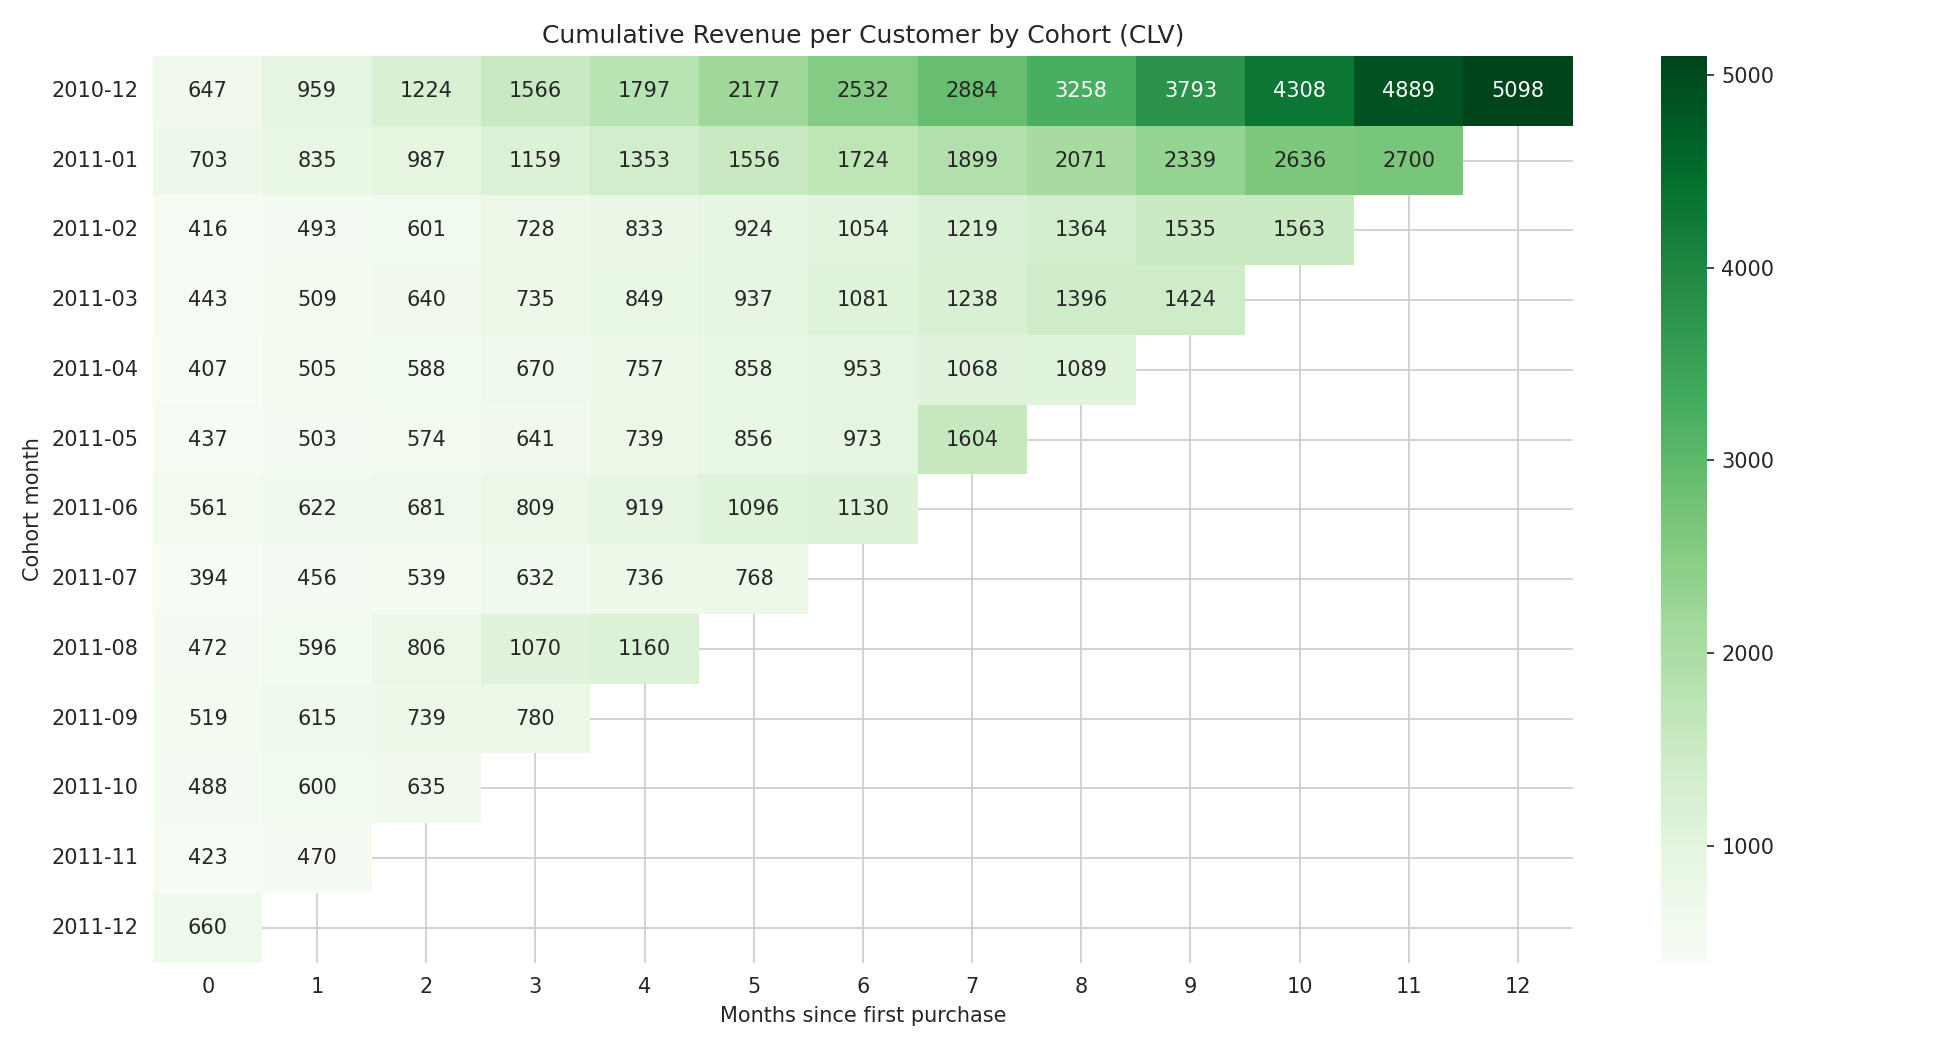 Cumulative Revenue per Customer by Cohort (CLV)
2010-12 647 959 1224 1566 1797 2177 2532 2884 3258 3793 4308 4889 5098
2011-01 703 835 987 1159 1353 1556 1724 1899 2071 2339 2636 2700
2011-02 416 493 601 728 833 924 1054 1219 1364 1535 1563
2011-03 443 509 640 735 849 937 1081 1238 1396 1424
2011-04 407 505 588 670 757 858 953 1068 1089
2011-05 437 503 574 641 739 856 973 1604
2011-06 561 622 681 809 919 1096 1130
2011-07 394 456 539 632 736 768
2011-08 472 596 806 1070 1160
2011-09 519 615 739 780
2011-10 488 600 635
2011-11 423 470
2011-12 660
0 1 2 3 4 5 6 7 8 9 10 11 12
Months since first purchase
Cohort month
5000
4000
3000
2000
1000